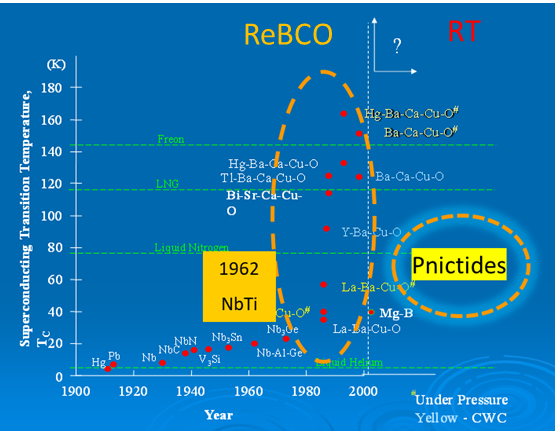 ReBCO
RT
?
(K)
Superconducting Transition Temperature,
Tc
180
160
140
120
100
80
60
40
20
0
Hg-Ba-Ca-Cu-O#
Ba-Ca-Cu-O#
Freon
Hg-Ba-Ca-Cu-O
Tl-Ba-Ca-Cu-O
Ba-Ca-Cu-O
LNG
Bi-Sr-Ca-Cu-
O
Y-Ba-Cu-O
Liquid Nitrogen
Pnictides
1962
NbTi
La-Ba-Cu-O#
Cu-O#
Mg-B
La-Ba-Cu-O
Hg
Pb
Nb
NbC
NbN
V₃Si
Nb₃Sn
Nb-Al-Ge
Nb₃Ge
Liquid Helium
1900
1920
1940
1960
1980
2000
Year
#Under Pressure
Yellow - CWC